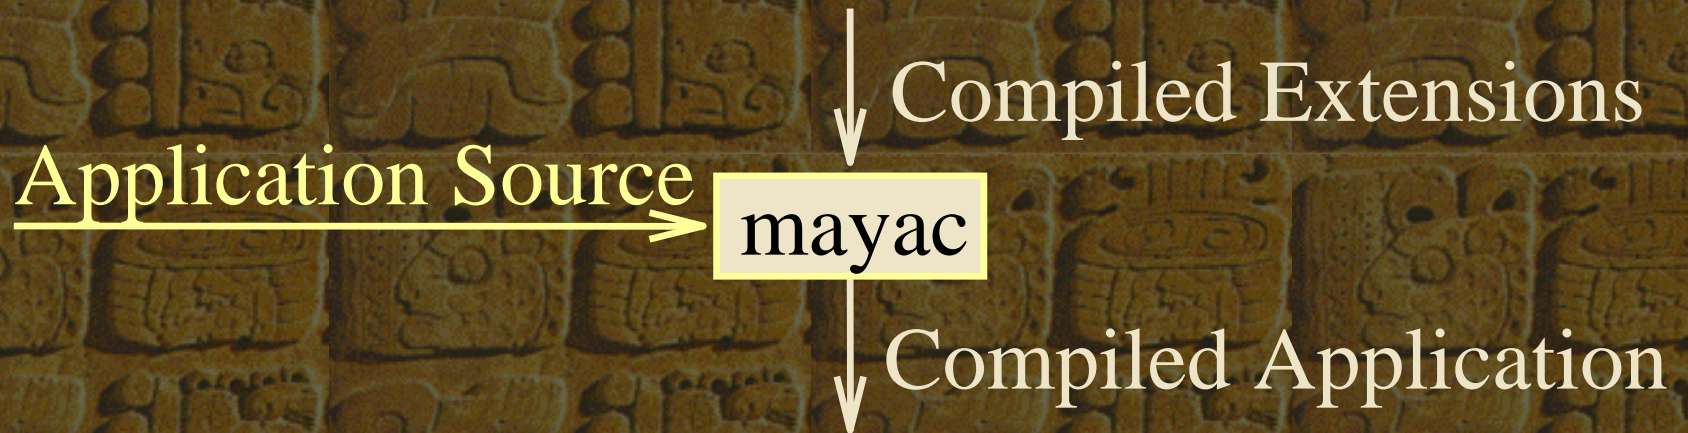 Compiled Extensions
Application Source
mayac
Compiled Application